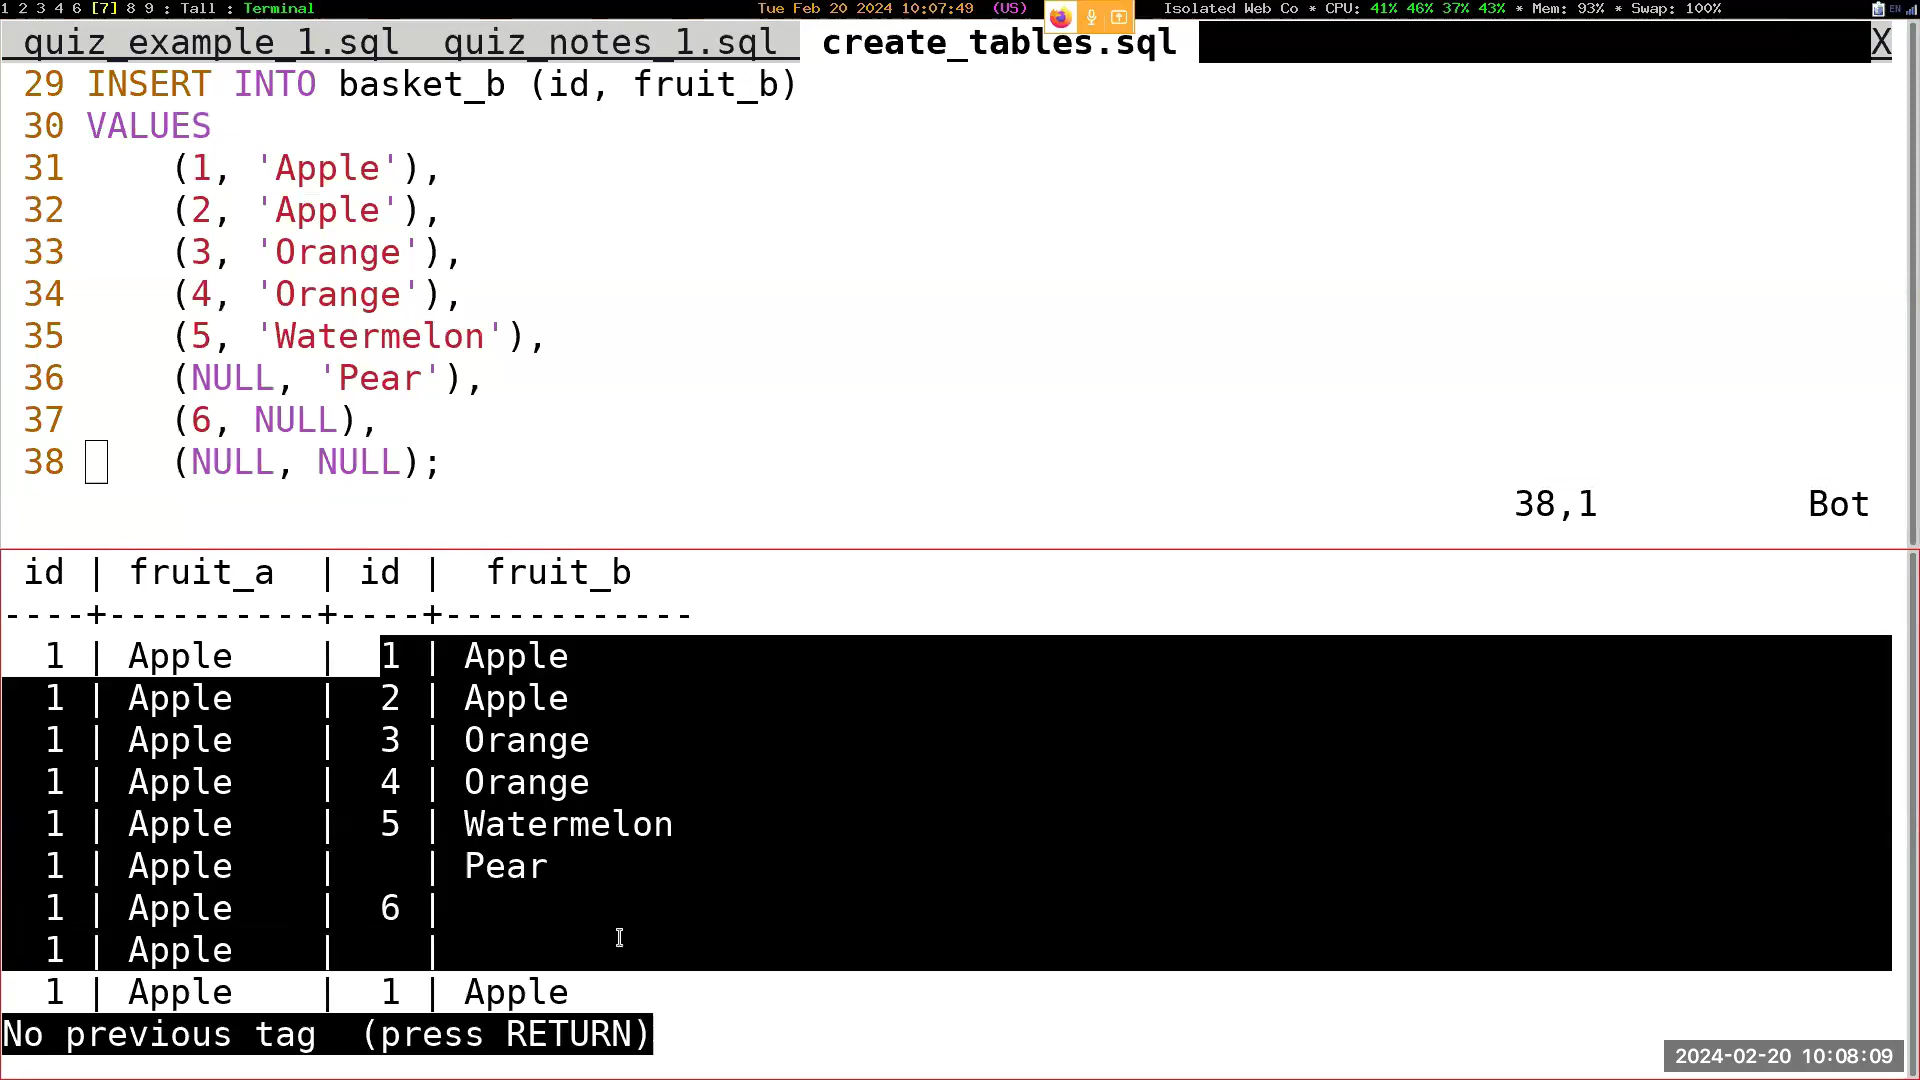 1 2 3 4 6 [7] 8 9 : Tall : Terminal Tue Feb 20 2024 10:07:49 (US) Isolated Web Co * CPU: 41% 46% 37% 43% * Mem: 93% * Swap: 100% EN
quiz_example_1.sql quiz_notes_1.sql create_tables.sql X
29 INSERT INTO basket_b (id, fruit_b)
30 VALUES
31     (1, 'Apple'),
32     (2, 'Apple'),
33     (3, 'Orange'),
34     (4, 'Orange'),
35     (5, 'Watermelon'),
36     (NULL, 'Pear'),
37     (6, NULL),
38     (NULL, NULL);
38,1 Bot
 id | fruit_a  | id |  fruit_b
----+----------+----+------------
  1 | Apple    |  1 | Apple
  1 | Apple    |  2 | Apple
  1 | Apple    |  3 | Orange
  1 | Apple    |  4 | Orange
  1 | Apple    |  5 | Watermelon
  1 | Apple    |    | Pear
  1 | Apple    |  6 |
  1 | Apple    |    |
  1 | Apple    |  1 | Apple
No previous tag  (press RETURN)
2024-02-20 10:08:09